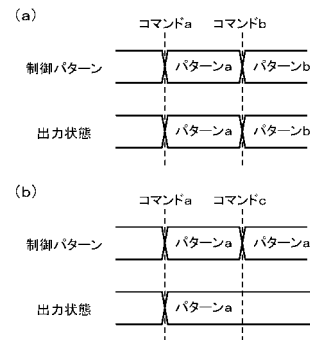 (a)
コマンドa コマンドb
制御パターン パターンa パターンb
出力状態 パターンa パターンb
(b)
コマンドa コマンドc
制御パターン パターンa パターンa
出力状態 パターンa